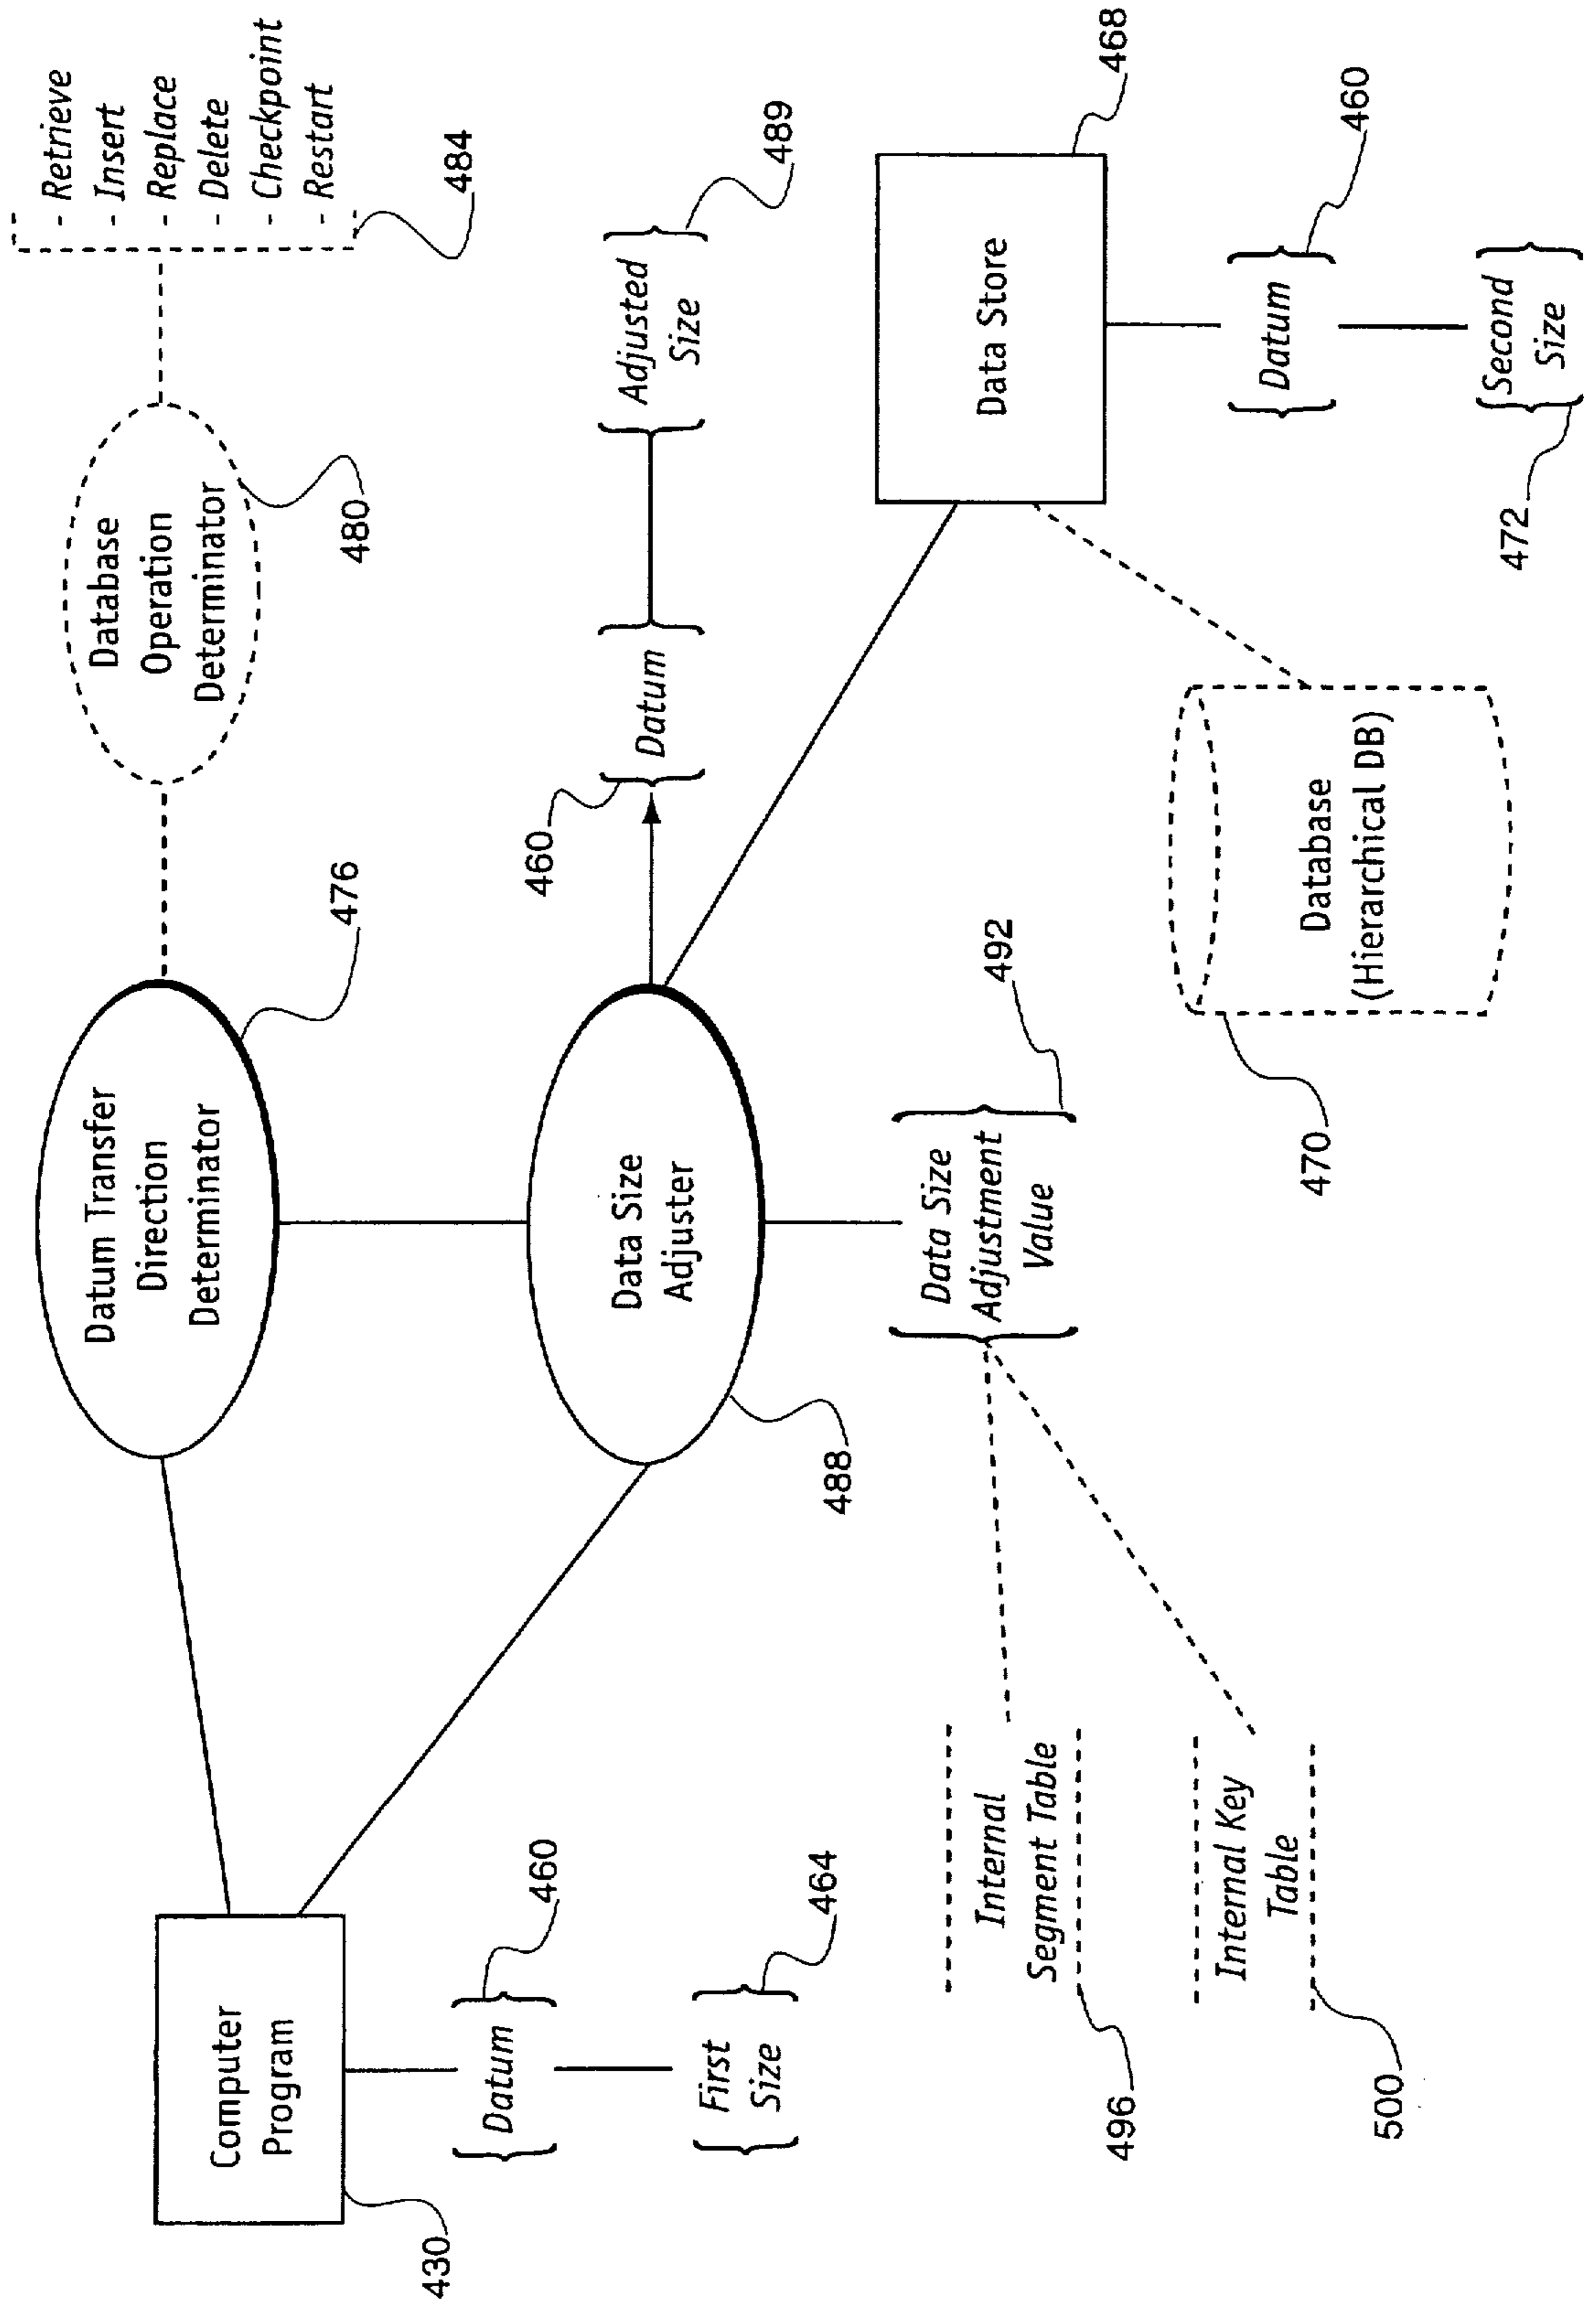 - Retrieve
- Insert
- Replace
- Delete
- Checkpoint
- Restart
484
Database
Operation
Determinator
480
Datum Transfer
Direction
Determinator
476
Computer
Program
430
Datum
460
First
Size
464
Data Size
Adjuster
488
460
Datum
Adjusted
Size
489
Data Size
Adjustment
Value
492
Internal
Segment Table
496
Internal Key
Table
500
Data Store
468
Datum
460
Second
Size
472
Database
(Hierarchical DB)
470